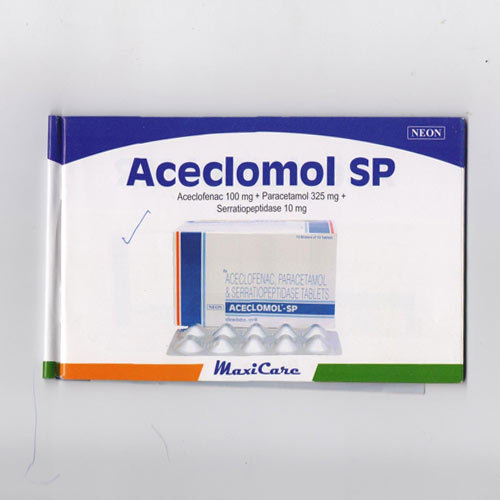 NEON
Aceclomol SP
Aceclofenac 100 mg + Paracetamol 325 mg +
Serratiopeptidase 10 mg
ACECLOFENAC, PARACETAMOL
& SERRATIOPEPTIDASE TABLETS
NEON ACECLOMOL®-SP
MaxiCare